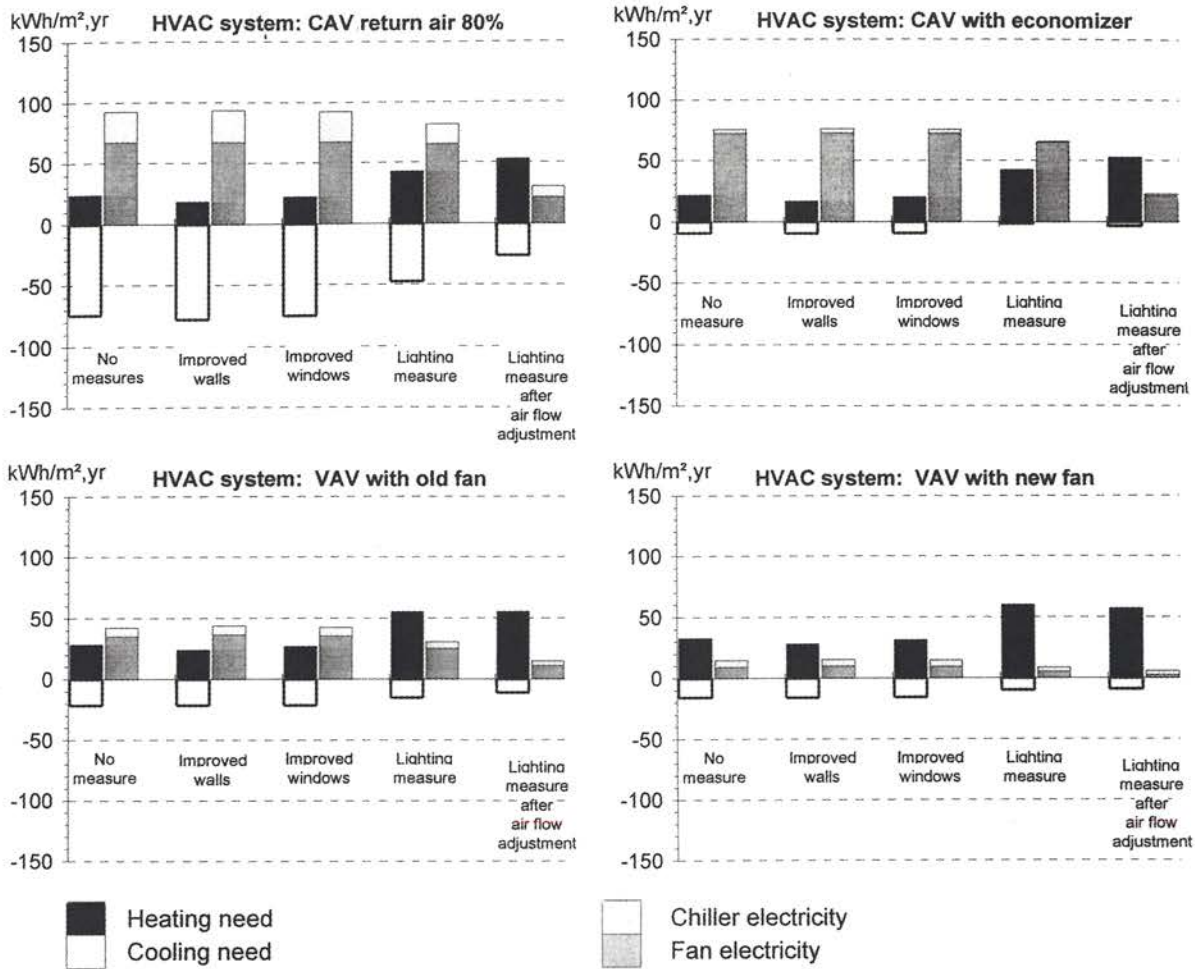 kWh/m²,yr
HVAC system: CAV return air 80%
150
100
50
0
-50
-100
-150
No
measures
Improved
walls
Improved
windows
Lighting
measure
Lighting
measure
after
air flow
adjustment
kWh/m²,yr
HVAC system: CAV with economizer
150
100
50
0
-50
-100
-150
No
measure
Improved
walls
Improved
windows
Lighting
measure
Lighting
measure
after
air flow
adjustment
kWh/m²,yr
HVAC system: VAV with old fan
150
100
50
0
-50
-100
-150
No
measure
Improved
walls
Improved
windows
Lighting
measure
Lighting
measure
after
air flow
adjustment
kWh/m²,yr
HVAC system: VAV with new fan
150
100
50
0
-50
-100
-150
No
measure
Improved
walls
Improved
windows
Lighting
measure
Lighting
measure
after
air flow
adjustment
Heating need
Cooling need
Chiller electricity
Fan electricity